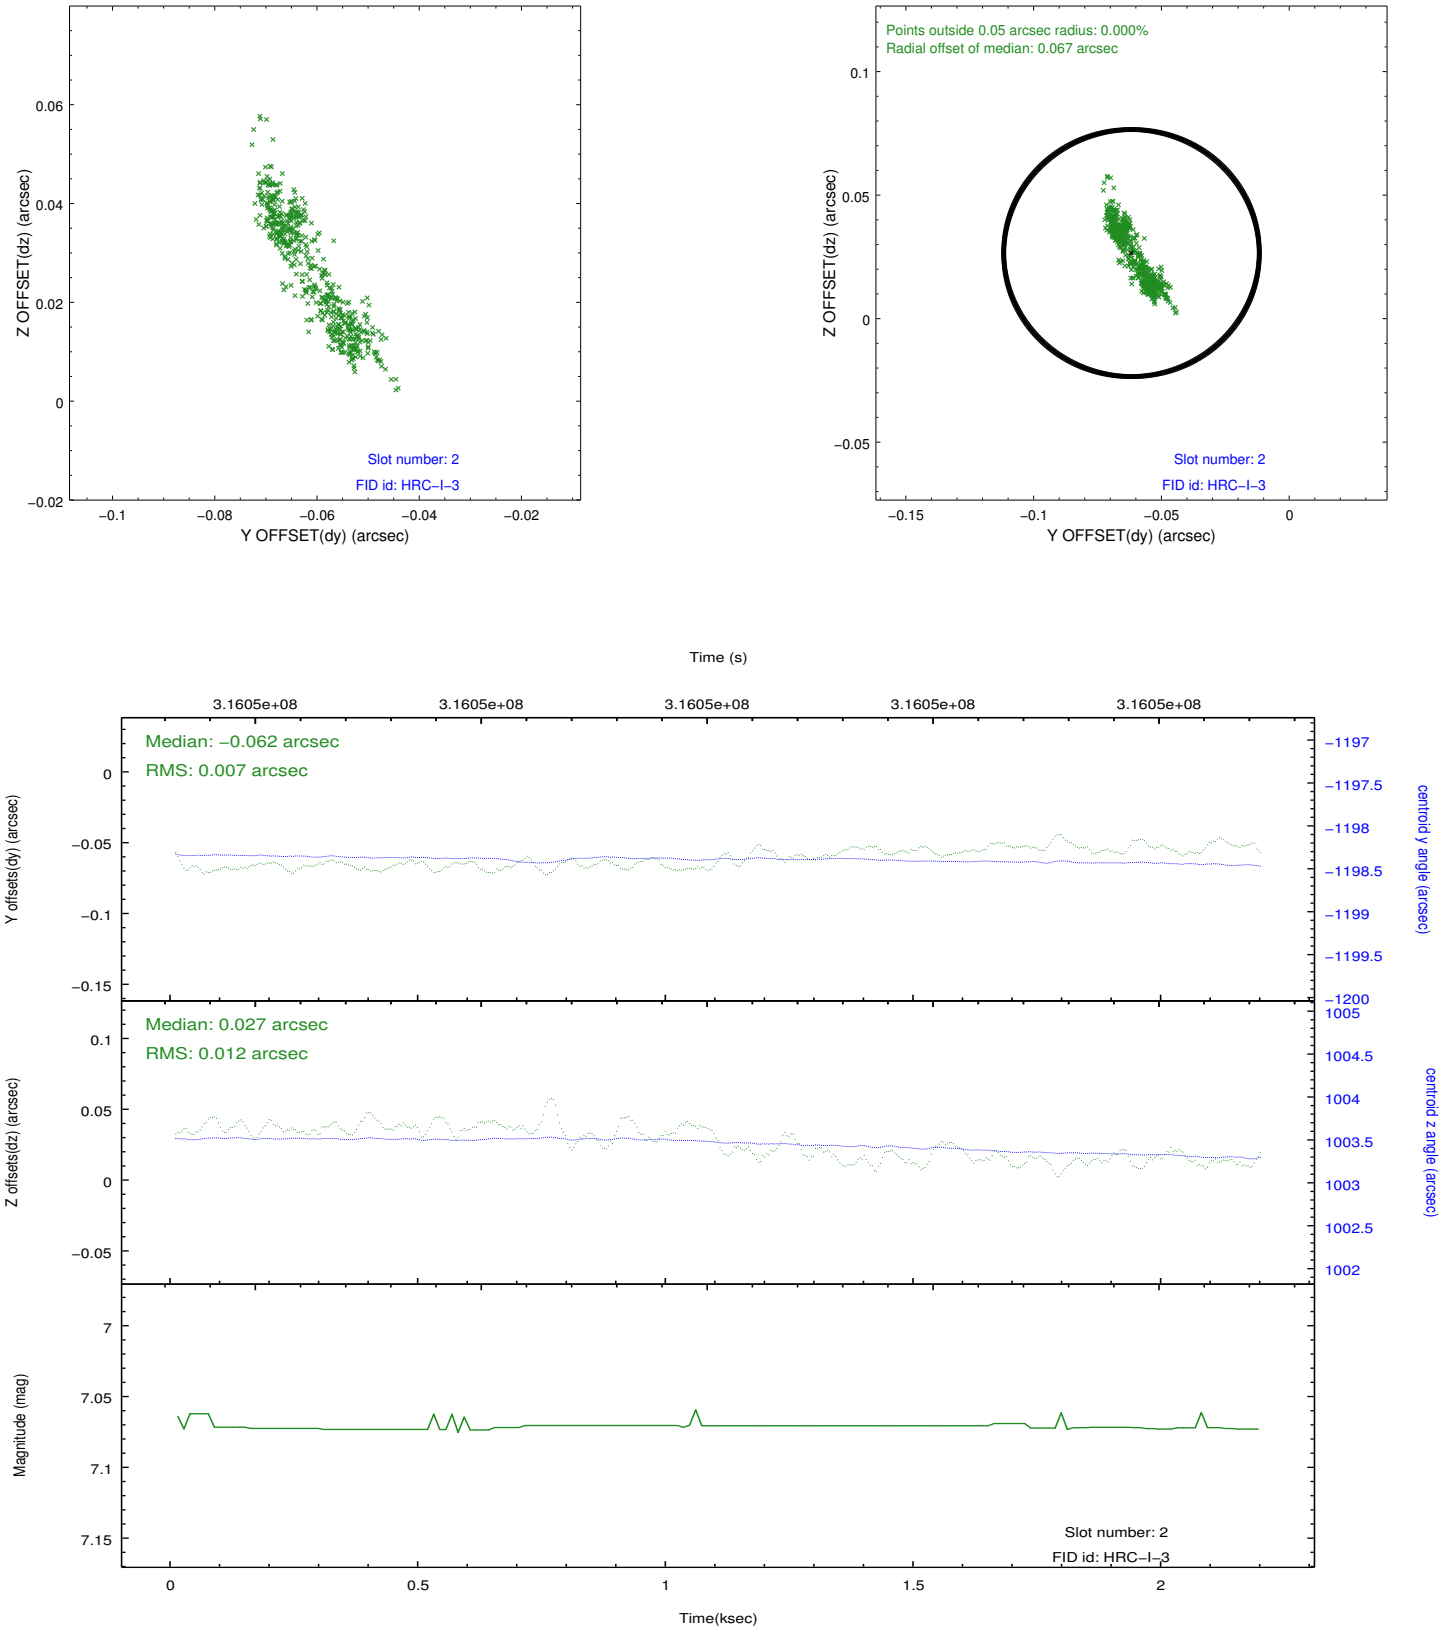 0.06
0.04
0.02
0
−0.02
−0.1
−0.08
−0.06
−0.04
−0.02
Z OFFSET(dz) (arcsec)
Y OFFSET(dy) (arcsec)
Slot number: 2
FID id: HRC−I−3
Points outside 0.05 arcsec radius: 0.000%
Radial offset of median: 0.067 arcsec
0.1
0.05
0
−0.05
−0.15
−0.1
−0.05
0
Z OFFSET(dz) (arcsec)
Y OFFSET(dy) (arcsec)
Slot number: 2
FID id: HRC−I−3
Time (s)
3.1605e+08
3.1605e+08
3.1605e+08
3.1605e+08
3.1605e+08
Median: −0.062 arcsec
RMS: 0.007 arcsec
0
−0.05
−0.1
−0.15
Y offsets(dy) (arcsec)
−1197
−1197.5
−1198
−1198.5
−1199
−1199.5
−1200
centroid y angle (arcsec)
Median: 0.027 arcsec
RMS: 0.012 arcsec
0.1
0.05
0
−0.05
Z offsets(dz) (arcsec)
1005
1004.5
1004
1003.5
1003
1002.5
1002
centroid z angle (arcsec)
7
7.05
7.1
7.15
Magnitude (mag)
Slot number: 2
FID id: HRC−I−3
0
0.5
1
1.5
2
Time(ksec)